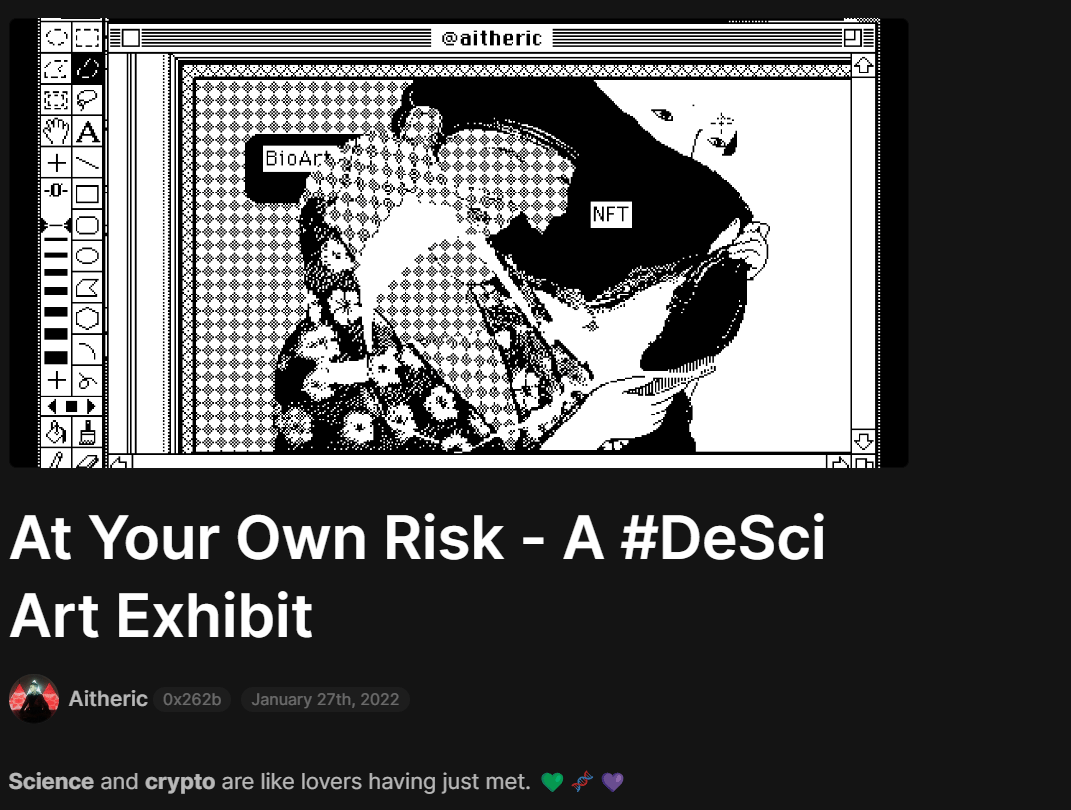 @aitheric
A
BioArt
NFT
-0-
At Your Own Risk - A #DeSci
Art Exhibit
Aitheric 0x262b January 27th, 2022
Science and crypto are like lovers having just met. 💚 🧬 💜